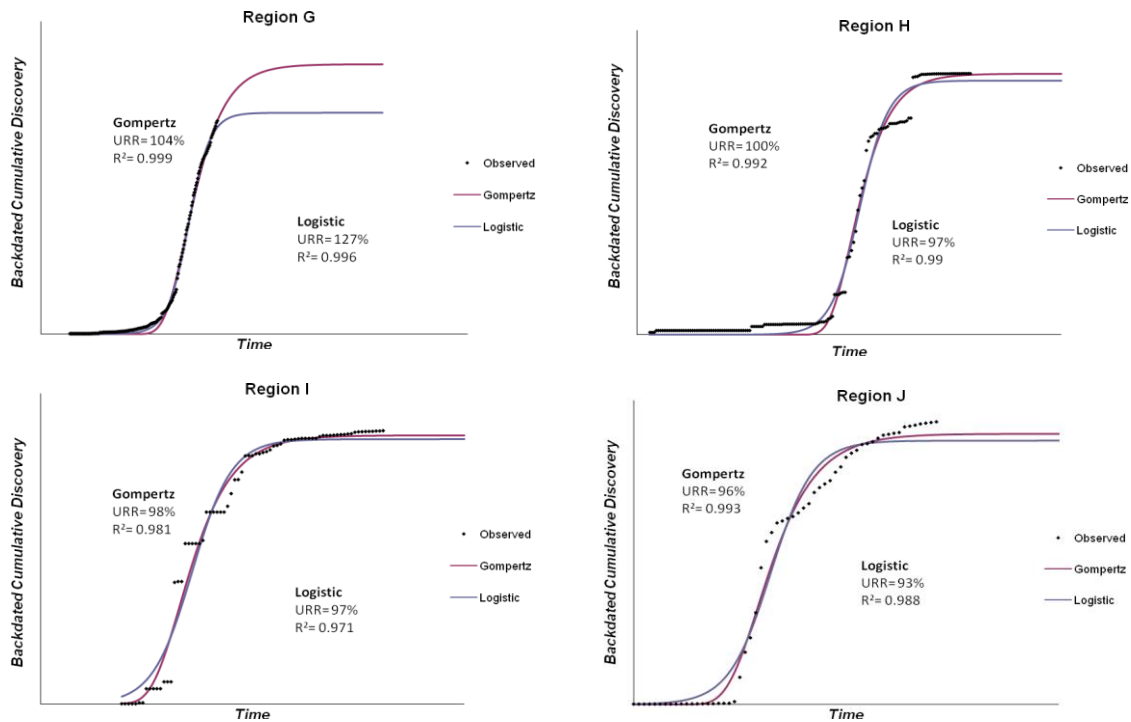 Region G
Backdated Cumulative Discovery
Gompertz
URR= 104%
R²= 0.999
Logistic
URR= 127%
R²= 0.996
Observed
Gompertz
Logistic
Time
Region H
Backdated Cumulative Discovery
Gompertz
URR= 100%
R²= 0.992
Logistic
URR= 97%
R²= 0.99
Observed
Gompertz
Logistic
Time
Region I
Backdated Cumulative Discovery
Gompertz
URR= 98%
R²= 0.981
Logistic
URR= 97%
R²= 0.971
Observed
Gompertz
Logistic
Time
Region J
Backdated Cumulative Discovery
Gompertz
URR= 96%
R²= 0.993
Logistic
URR= 93%
R²= 0.988
Observed
Gompertz
Logistic
Time